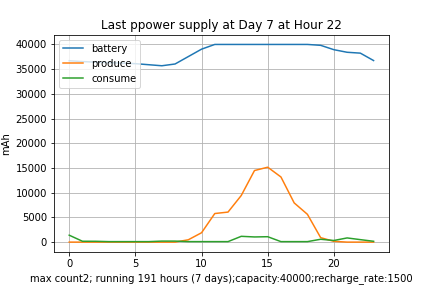 Last ppower supply at Day 7 at Hour 22
battery
produce
consume
mAh
40000
35000
30000
25000
20000
15000
10000
5000
0
0 5 10 15 20
max count2; running 191 hours (7 days);capacity:40000;recharge_rate:1500